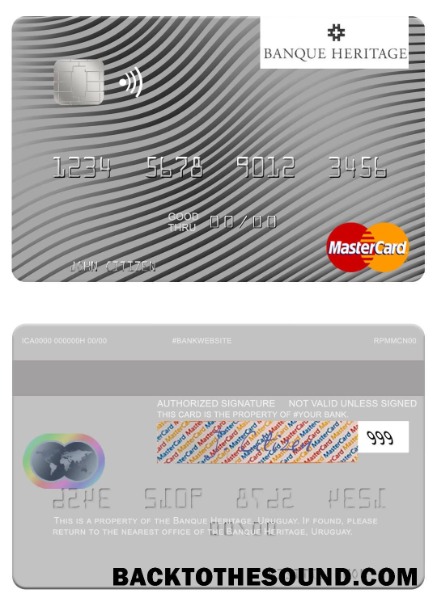 BANQUE HERITAGE
1234 5678 9012 3456
GOOD THRU 00/00
MasterCard
JOHN CITIZEN
ICA0000 000000H 00/00 #BANKWEBSITE RPMMCN00
AUTHORIZED SIGNATURE NOT VALID UNLESS SIGNED
THIS CARD IS THE PROPERTY OF #YOUR BANK.
999
This is a property of the Banque Heritage, Uruguay. If found, please
return to the nearest office of the Banque Heritage, Uruguay.
BACKTOTHESOUND.COM